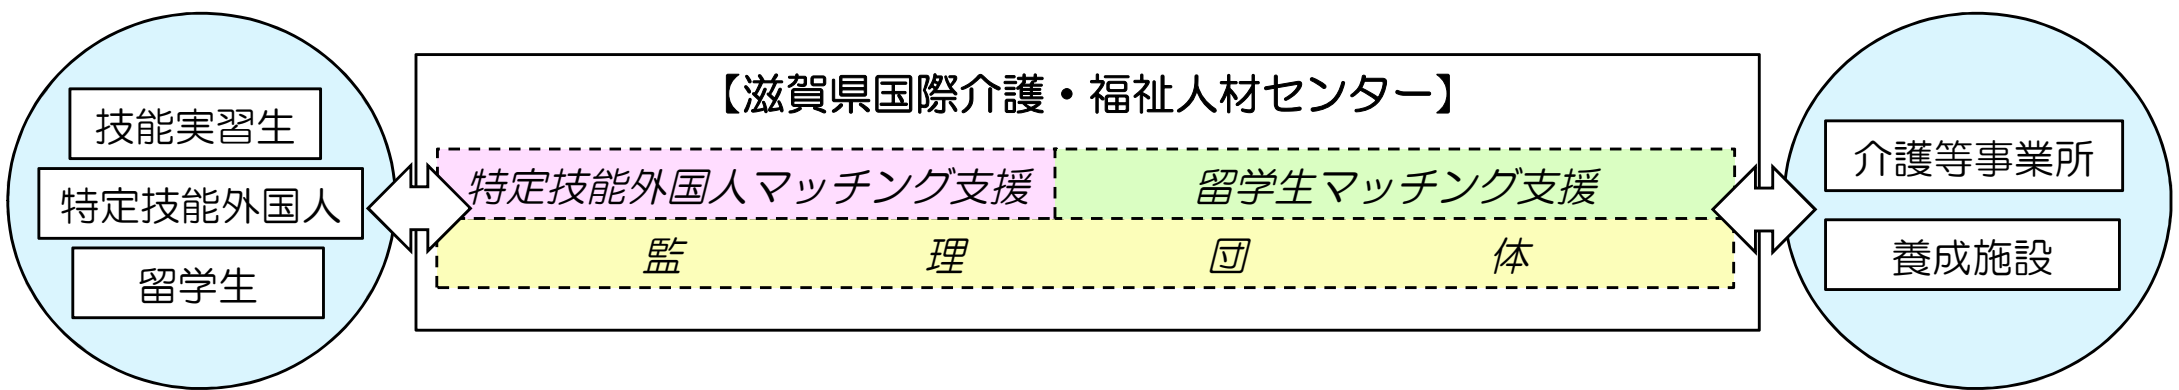 技能実習生
特定技能外国人
留学生
【滋賀県国際介護・福祉人材センター】
特定技能外国人マッチング支援
留学生マッチング支援
監理団体
介護等事業所
養成施設